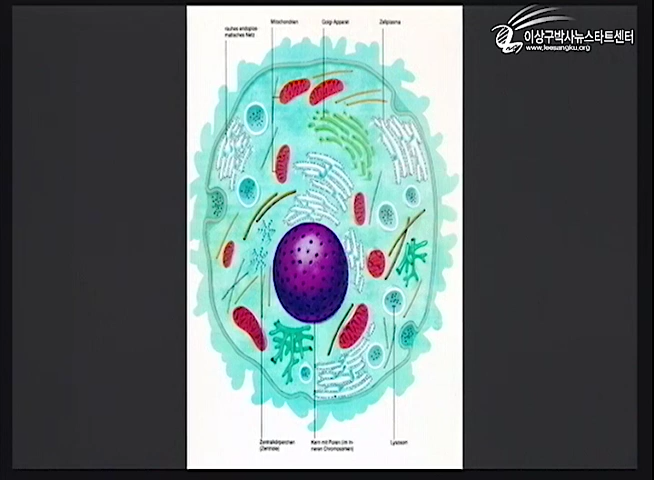 이상구박사뉴스타트센터
www.leesangku.org
rauhes endoplas
matisches Netz
Mitochondrien
Golgi-Apparat
Zellplasma
Zentralkörperchen
(Zentriole)
Kern mit Poren (im In-
neren Chromosomen)
Lysosom